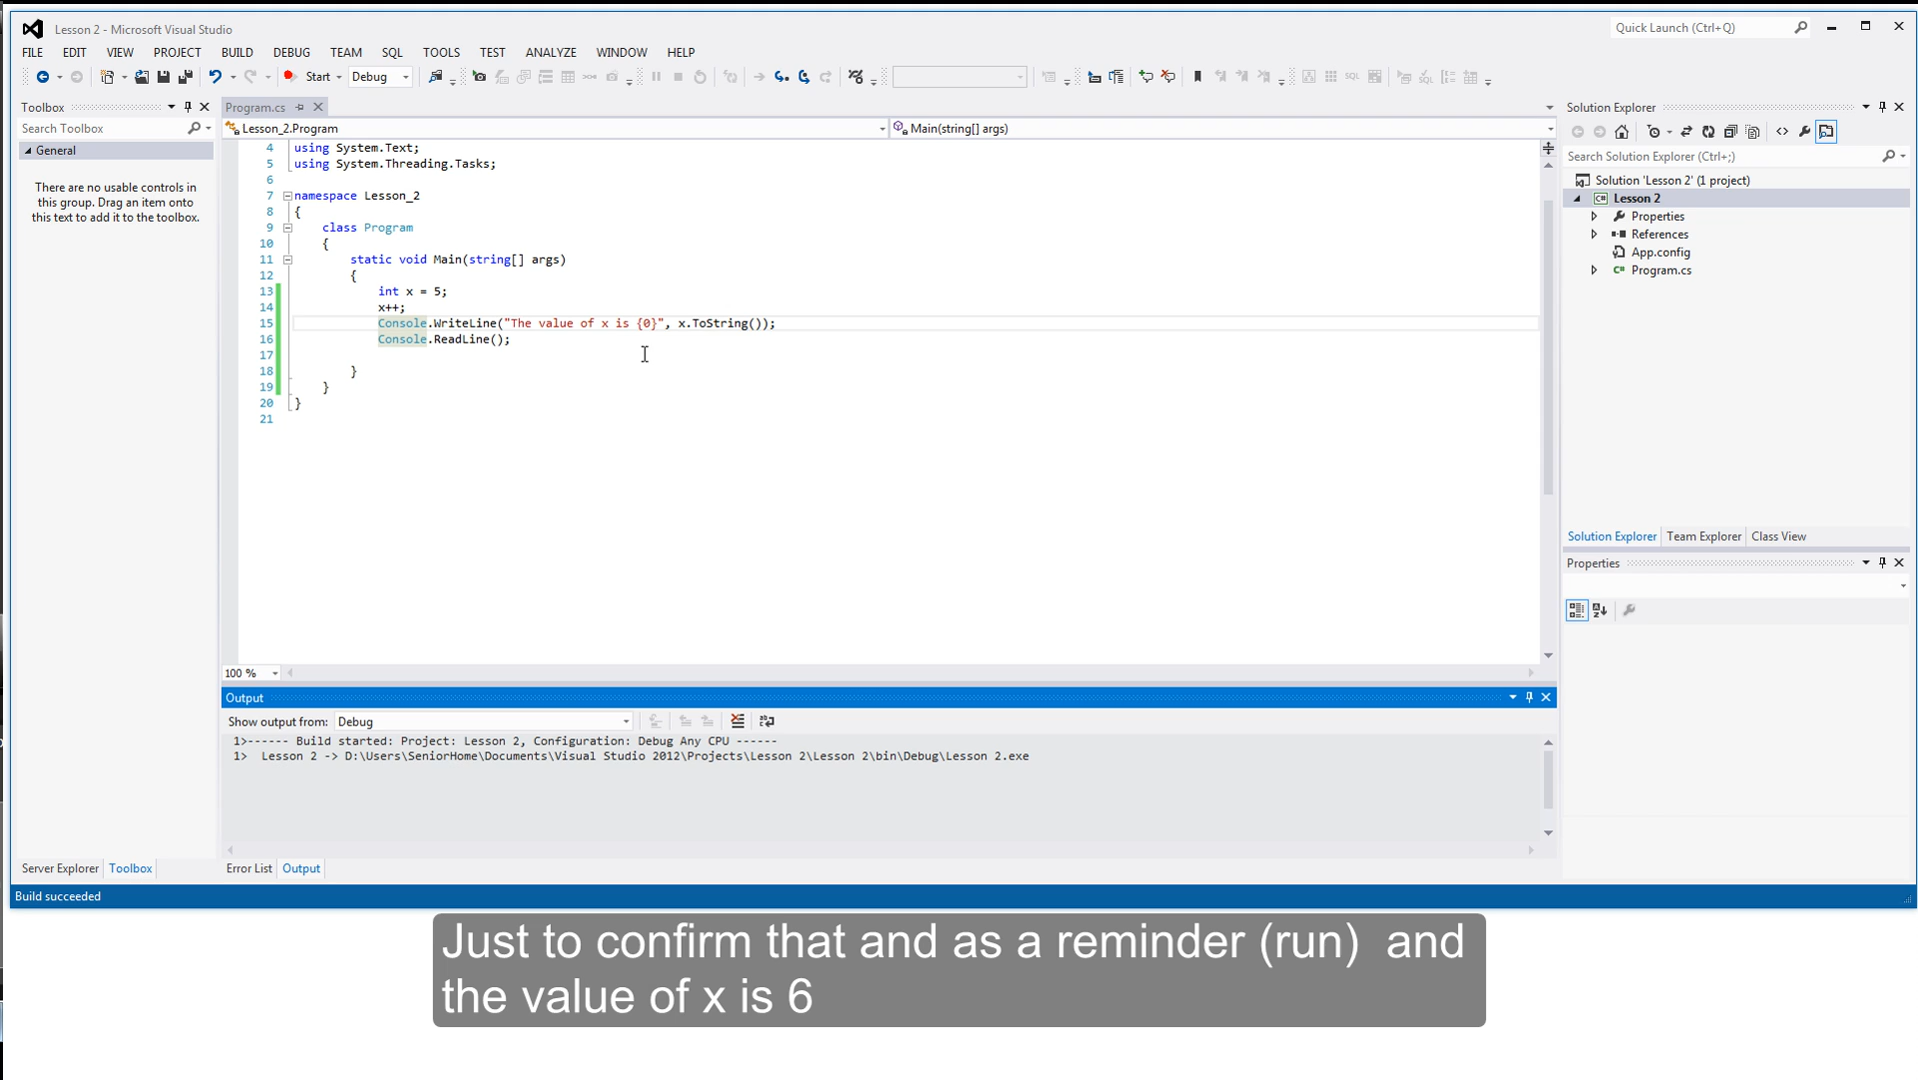 Lesson 2 - Microsoft Visual Studio
Quick Launch (Ctrl+Q)
FILE EDIT VIEW PROJECT BUILD DEBUG TEAM SQL TOOLS TEST ANALYZE WINDOW HELP
Start Debug
Toolbox
Search Toolbox
General
There are no usable controls in
this group. Drag an item onto
this text to add it to the toolbox.
Program.cs
Lesson_2.Program
Main(string[] args)
4 using System.Text;
5 using System.Threading.Tasks;
6
7 namespace Lesson_2
8 {
9 class Program
10 {
11 static void Main(string[] args)
12 {
13 int x = 5;
14 x++;
15 Console.WriteLine("The value of x is {0}", x.ToString());
16 Console.ReadLine();
17
18 }
19 }
20 }
21
100 %
Solution Explorer
Search Solution Explorer (Ctrl+;)
Solution 'Lesson 2' (1 project)
C# Lesson 2
Properties
References
App.config
C# Program.cs
Solution Explorer Team Explorer Class View
Properties
Output
Show output from: Debug
1>------ Build started: Project: Lesson 2, Configuration: Debug Any CPU ------
1> Lesson 2 -> D:\Users\SeniorHome\Documents\Visual Studio 2012\Projects\Lesson 2\Lesson 2\bin\Debug\Lesson 2.exe
Server Explorer Toolbox
Error List Output
Build succeeded
Just to confirm that and as a reminder (run) and
the value of x is 6